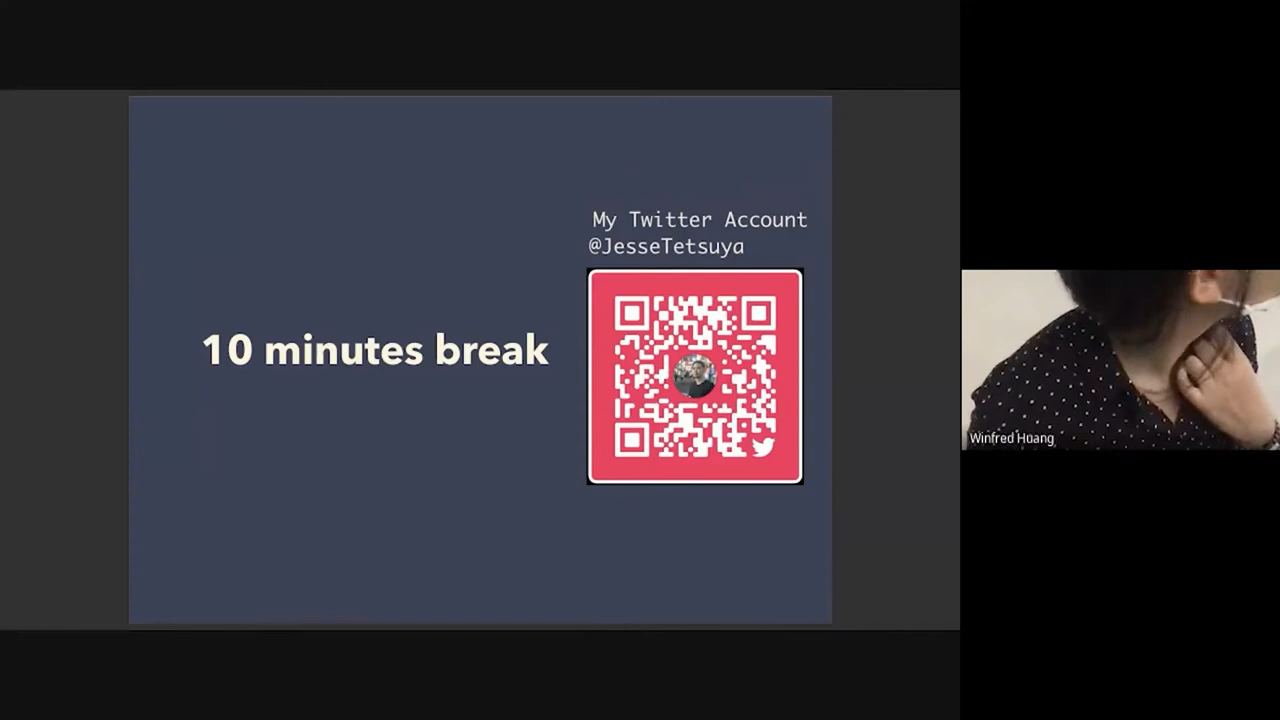 My Twitter Account
@JesseTetsuya
10 minutes break
Winfred Huang